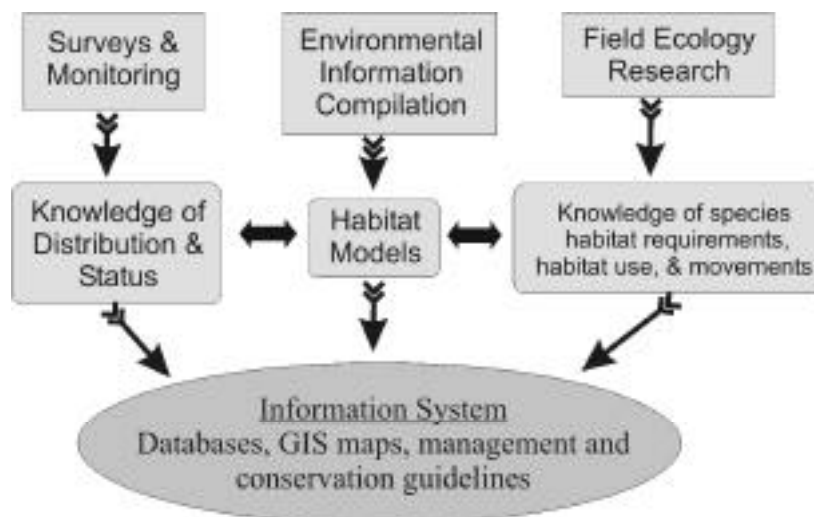 Surveys &
Monitoring
Environmental
Information
Compilation
Field Ecology
Research
Knowledge of
Distribution &
Status
Habitat
Models
Knowledge of species
habitat requirements,
habitat use, & movements
Information System
Databases, GIS maps, management and
conservation guidelines